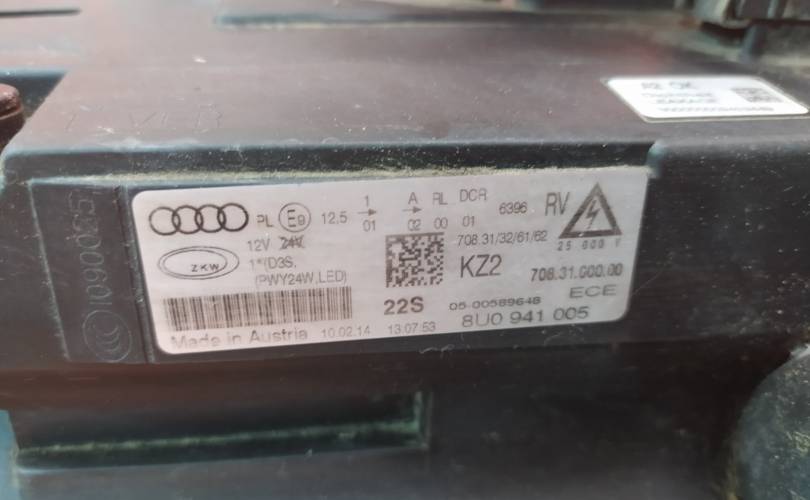 A2 OK
PL E9 12.5 1 01 A 02 RL 00 DCR 01 6396 RV
12V 24V
708.31/32/61/62
25 000 V
ZKW
1*(D3S,
(PWY24W,LED)
KZ2
708.31.000.00
22S
05-00589648
ECE
Made in Austria 10.02.14 13:07:53 8U0 941 005